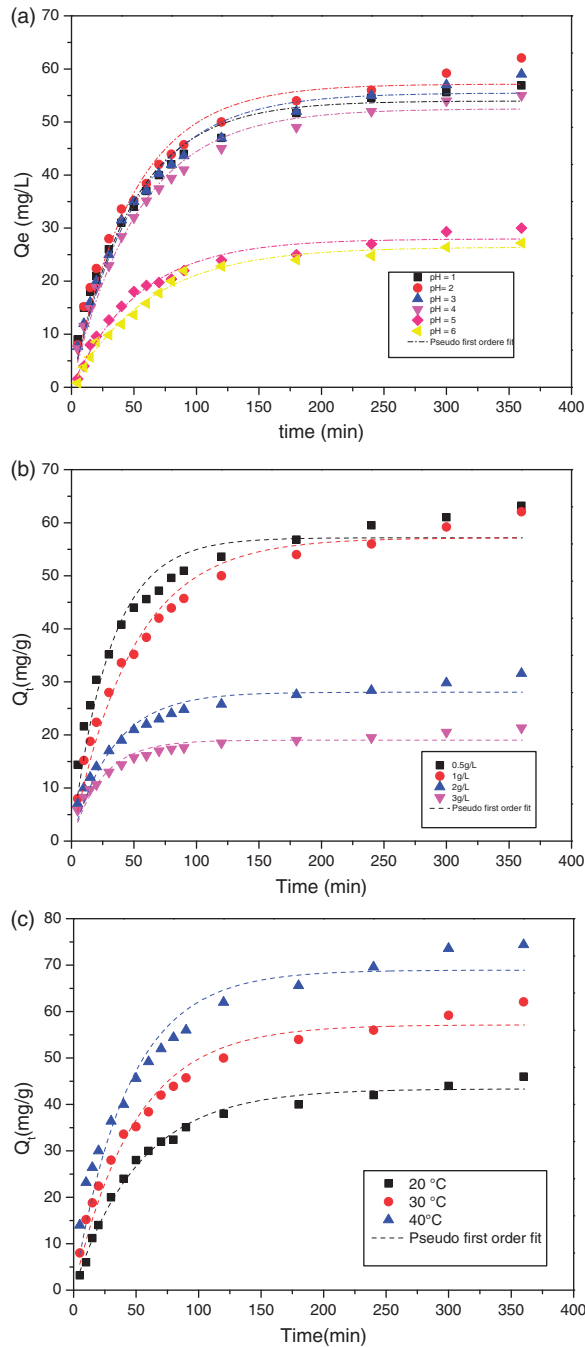 (a)
70
60
50
40
30
20
10
0
Qe (mg/L)
pH = 1
pH= 2
pH = 3
pH = 4
pH = 5
pH = 6
Pseudo first ordere fit
0 50 100 150 200 250 300 350 400
time (min)
(b)
70
60
50
40
30
20
10
0
Qt(mg/g)
0.5g/L
1g/L
2g/L
3g/L
Pseudo first order fit
0 50 100 150 200 250 300 350 400
Time (min)
(c)
80
70
60
50
40
30
20
10
0
Qt(mg/g)
20 °C
30 °C
40°C
Pseudo first order fit
0 50 100 150 200 250 300 350 400
Time(min)